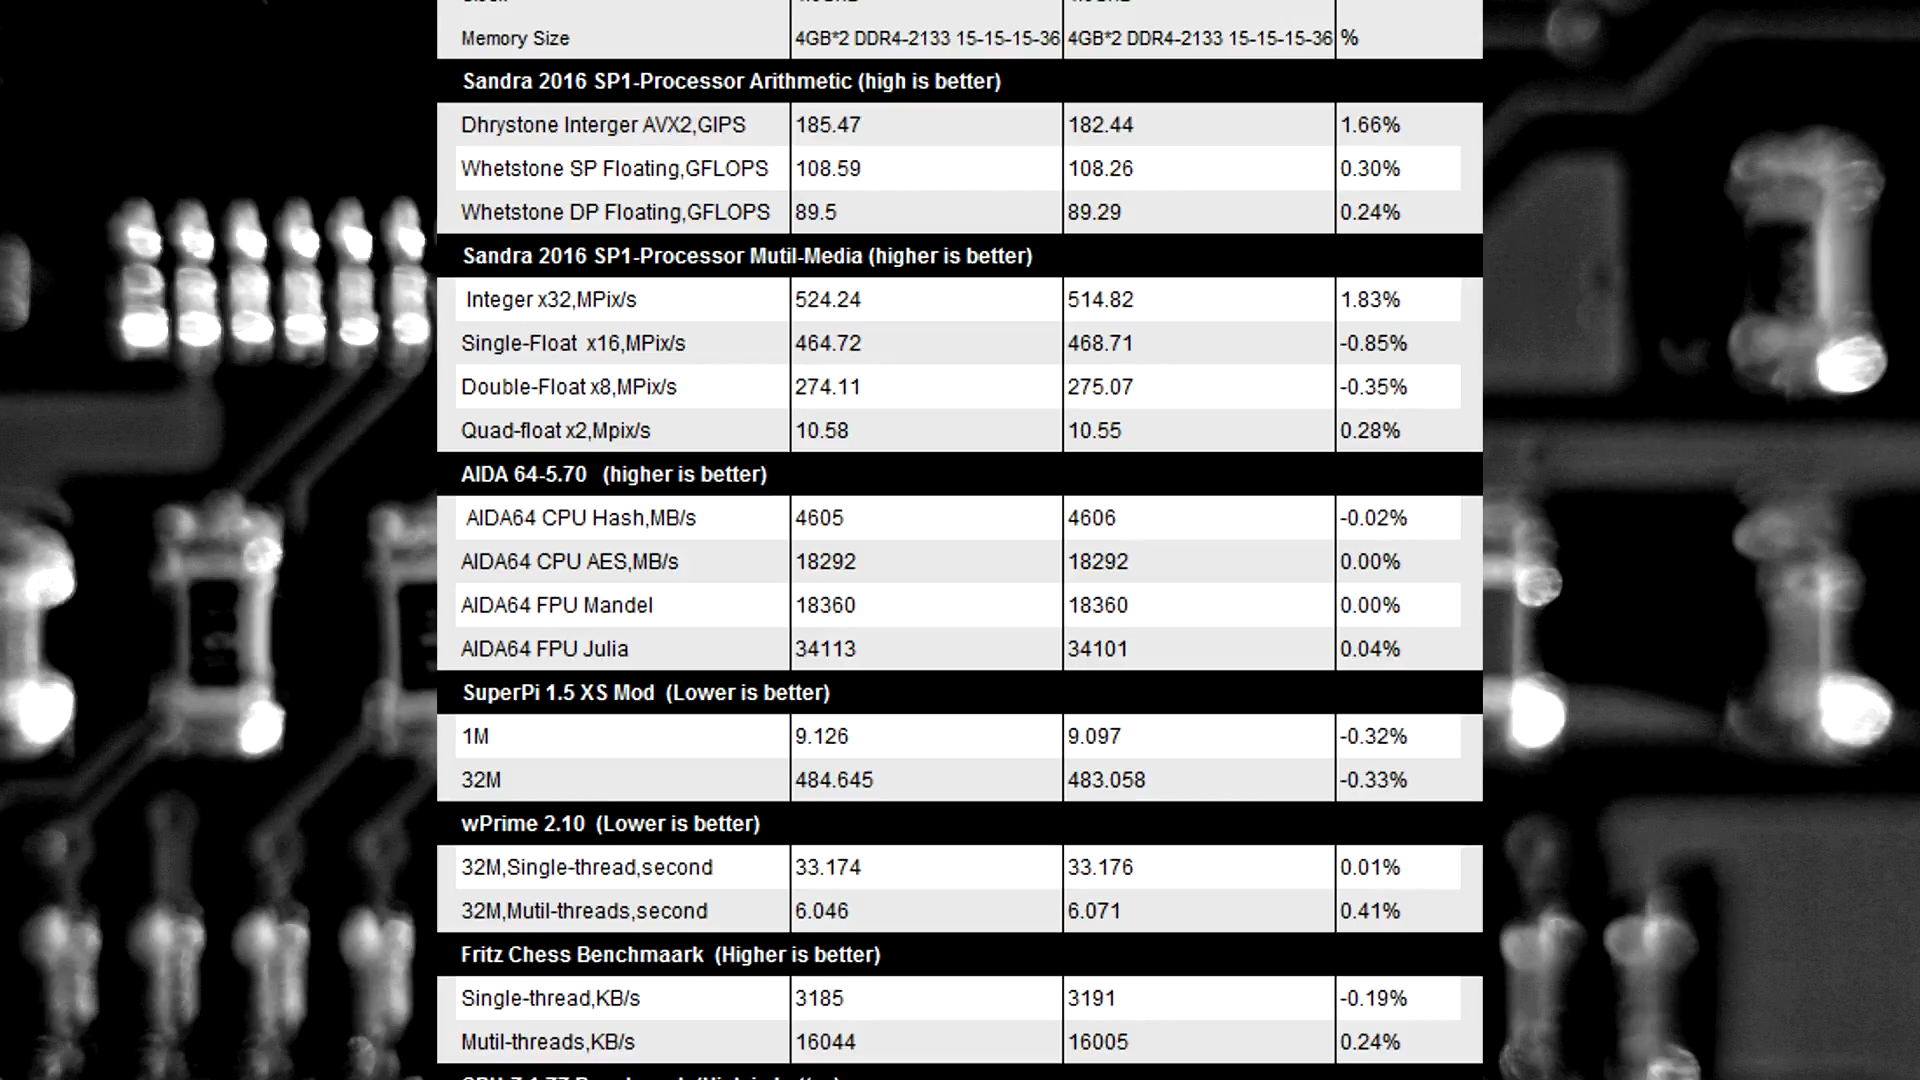 Memory Size 4GB*2 DDR4-2133 15-15-15-36 4GB*2 DDR4-2133 15-15-15-36 %
Sandra 2016 SP1-Processor Arithmetic (high is better)
Dhrystone Interger AVX2,GIPS 185.47 182.44 1.66%
Whetstone SP Floating,GFLOPS 108.59 108.26 0.30%
Whetstone DP Floating,GFLOPS 89.5 89.29 0.24%
Sandra 2016 SP1-Processor Mutil-Media (higher is better)
Integer x32,MPix/s 524.24 514.82 1.83%
Single-Float x16,MPix/s 464.72 468.71 -0.85%
Double-Float x8,MPix/s 274.11 275.07 -0.35%
Quad-float x2,Mpix/s 10.58 10.55 0.28%
AIDA 64-5.70 (higher is better)
AIDA64 CPU Hash,MB/s 4605 4606 -0.02%
AIDA64 CPU AES,MB/s 18292 18292 0.00%
AIDA64 FPU Mandel 18360 18360 0.00%
AIDA64 FPU Julia 34113 34101 0.04%
SuperPi 1.5 XS Mod (Lower is better)
1M 9.126 9.097 -0.32%
32M 484.645 483.058 -0.33%
wPrime 2.10 (Lower is better)
32M,Single-thread,second 33.174 33.176 0.01%
32M,Mutil-threads,second 6.046 6.071 0.41%
Fritz Chess Benchmaark (Higher is better)
Single-thread,KB/s 3185 3191 -0.19%
Mutil-threads,KB/s 16044 16005 0.24%